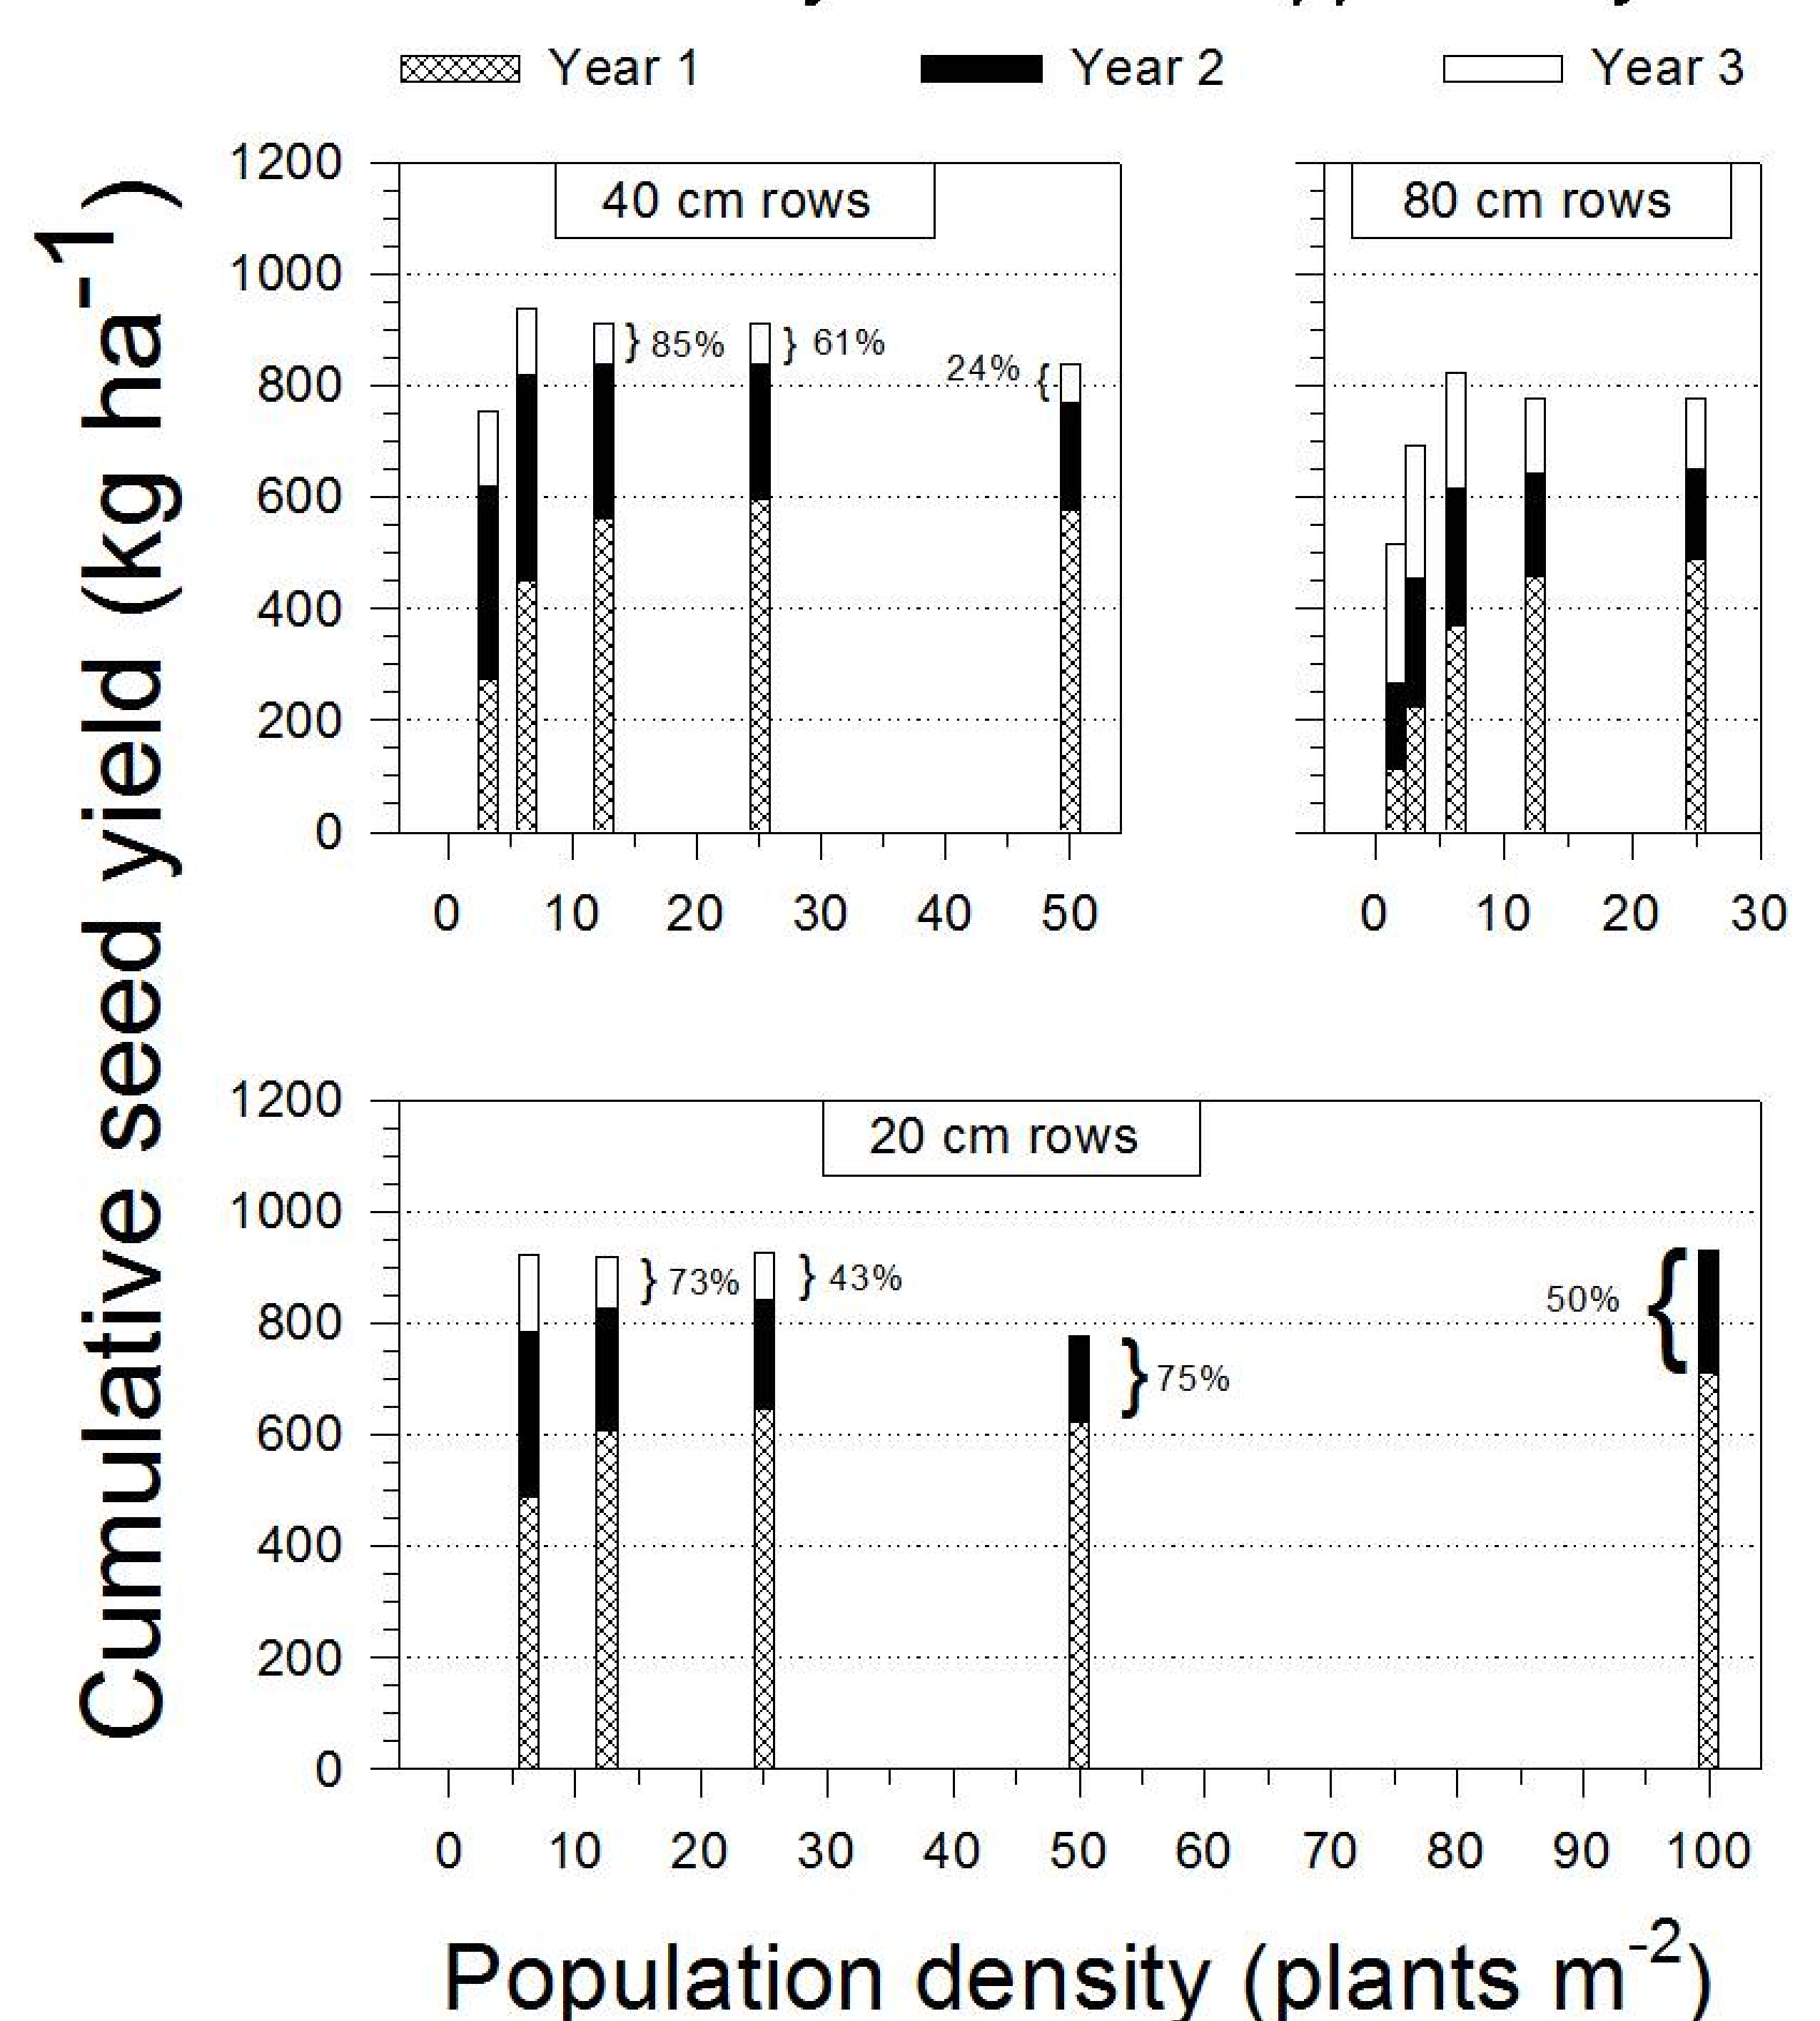 Year 1 Year 2 Year 3
Cumulative seed yield (kg ha-1)
40 cm rows
1200
1000
800
600
400
200
0
85%
61%
24%
0 10 20 30 40 50
80 cm rows
0 10 20 30
20 cm rows
1200
1000
800
600
400
200
0
73%
43%
75%
50%
0 10 20 30 40 50 60 70 80 90 100
Population density (plants m-2)